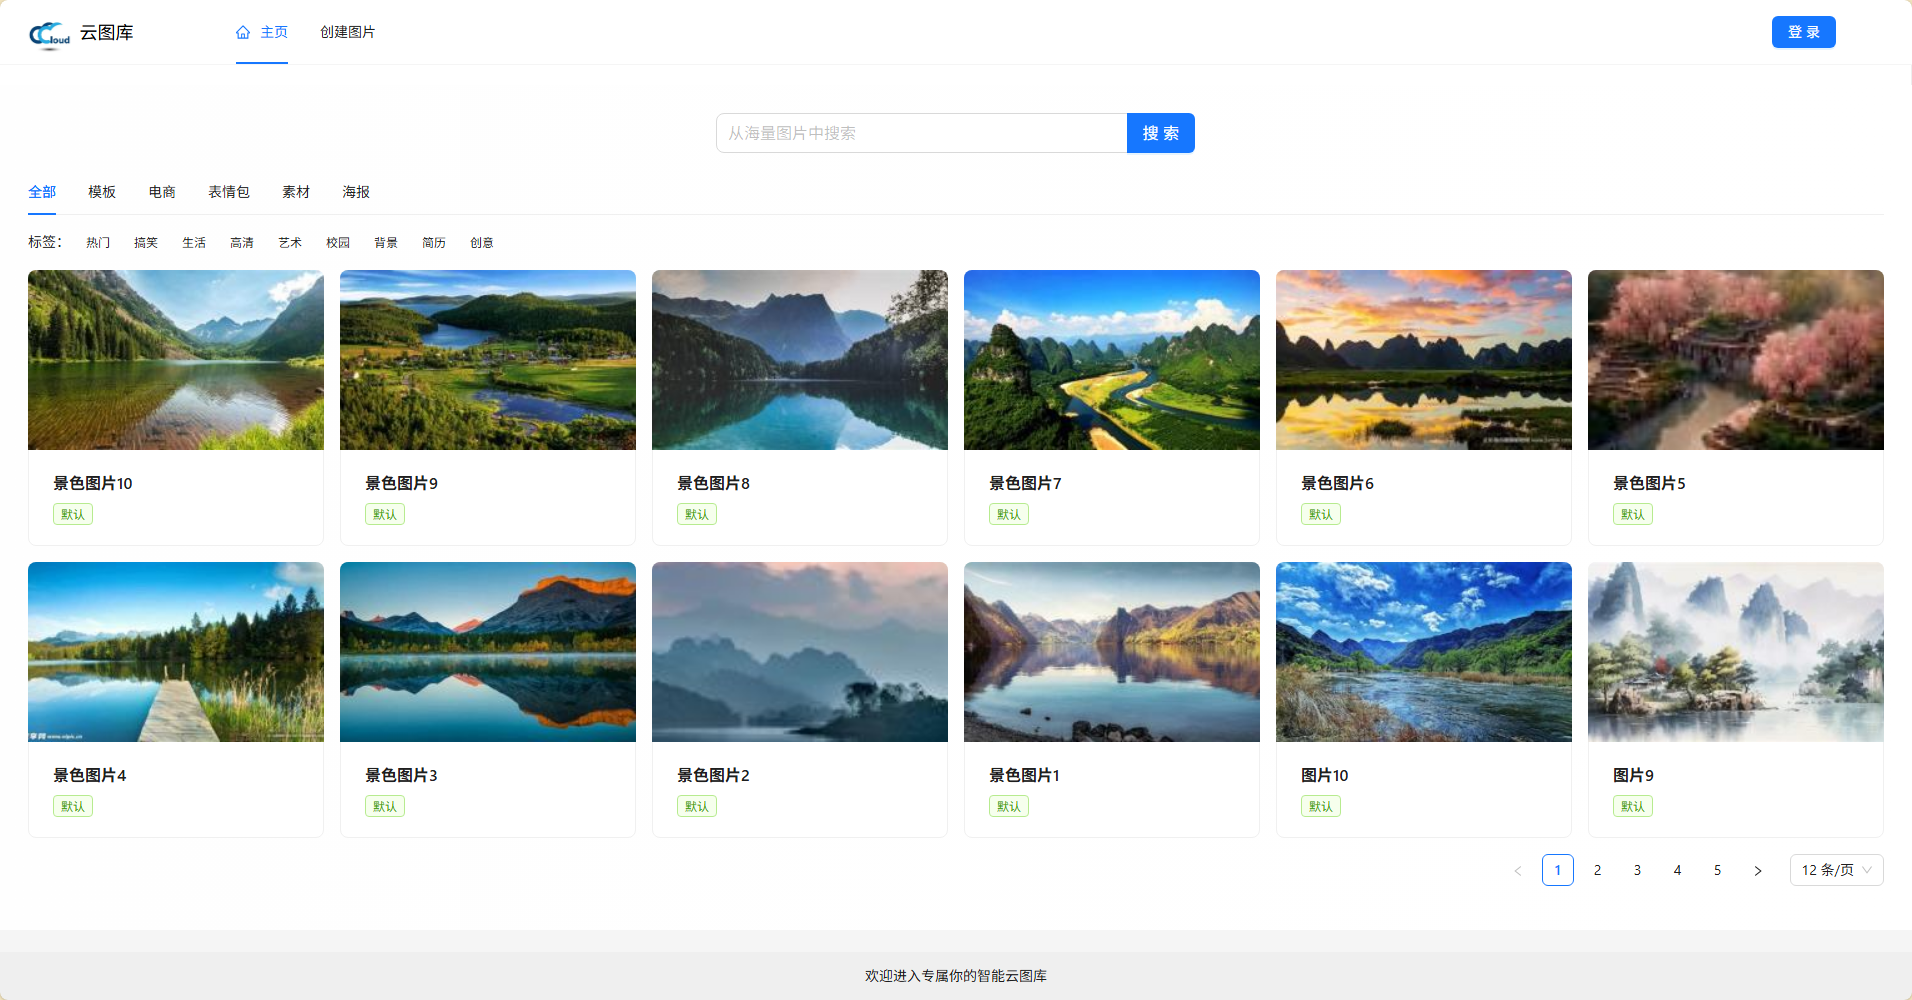 Cloud 云图库 主页 创建图片 登 录
从海量图片中搜索 搜 索
全部 模板 电商 表情包 素材 海报
标签： 热门 搞笑 生活 高清 艺术 校园 背景 简历 创意
景色图片10 景色图片9 景色图片8 景色图片7 景色图片6 景色图片5
默认 默认 默认 默认 默认 默认
景色图片4 景色图片3 景色图片2 景色图片1 图片10 图片9
默认 默认 默认 默认 默认 默认
< 1 2 3 4 5 > 12 条/页
欢迎进入专属你的智能云图库